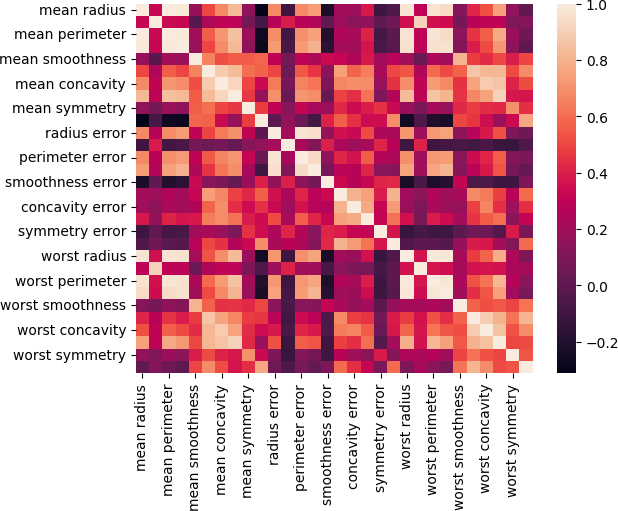 mean radius
mean perimeter
mean smoothness
mean concavity
mean symmetry
radius error
perimeter error
smoothness error
concavity error
symmetry error
worst radius
worst perimeter
worst smoothness
worst concavity
worst symmetry
mean radius
mean perimeter
mean smoothness
mean concavity
mean symmetry
radius error
perimeter error
smoothness error
concavity error
symmetry error
worst radius
worst perimeter
worst smoothness
worst concavity
worst symmetry
1.0
0.8
0.6
0.4
0.2
0.0
−0.2